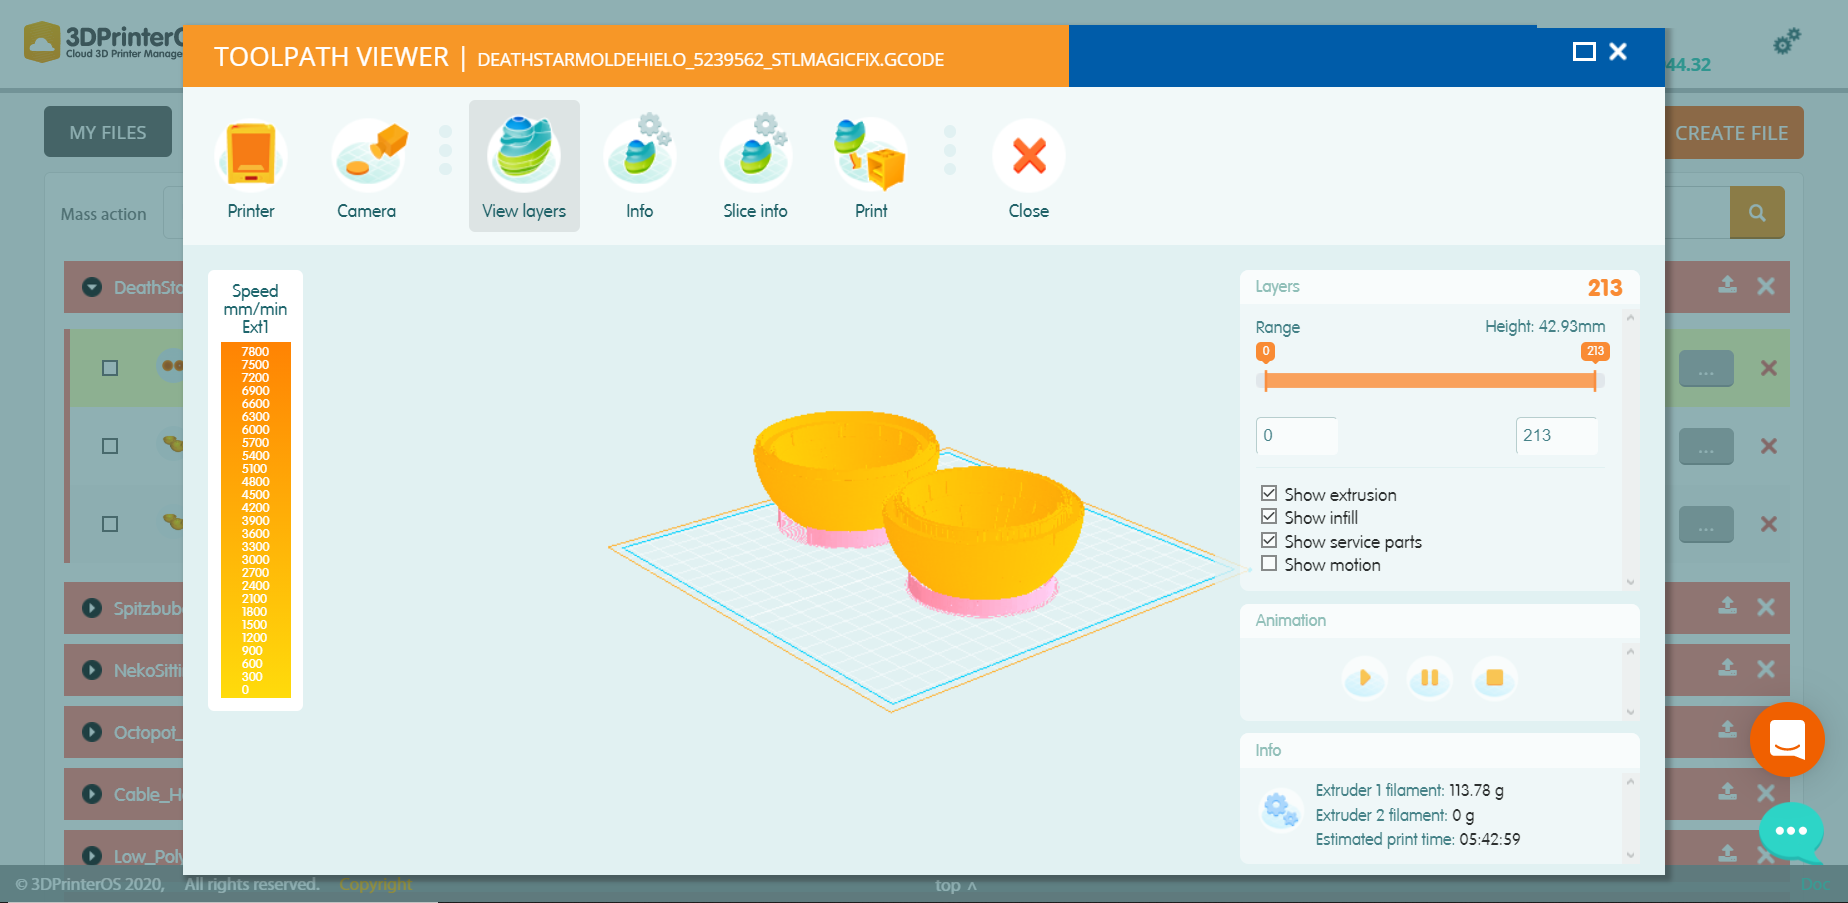 3DPrinterO
Cloud 3D Printer Manage
TOOLPATH VIEWER | DEATHSTARMOLDEHIELO_5239562_STLMAGICFIX.GCODE
44.32
MY FILES
CREATE FILE
Printer
Camera
View layers
Info
Slice info
Print
Close
Mass action
DeathSta
Spitzbub
NekoSitti
Octopot_
Cable_H
Low_Poly
Speed
mm/min
Ext1
7800
7500
7200
6900
6600
6300
6000
5700
5400
5100
4800
4500
4200
3900
3600
3300
3000
2700
2400
2100
1800
1500
1200
900
600
300
0
Layers 213
Range Height: 42.93mm
0 213
0 213
Show extrusion
Show infill
Show service parts
Show motion
Animation
Info
Extruder 1 filament: 113.78 g
Extruder 2 filament: 0 g
Estimated print time: 05:42:59
...
...
...
© 3DPrinterOS 2020, All rights reserved. Copyright
top ^
Doc